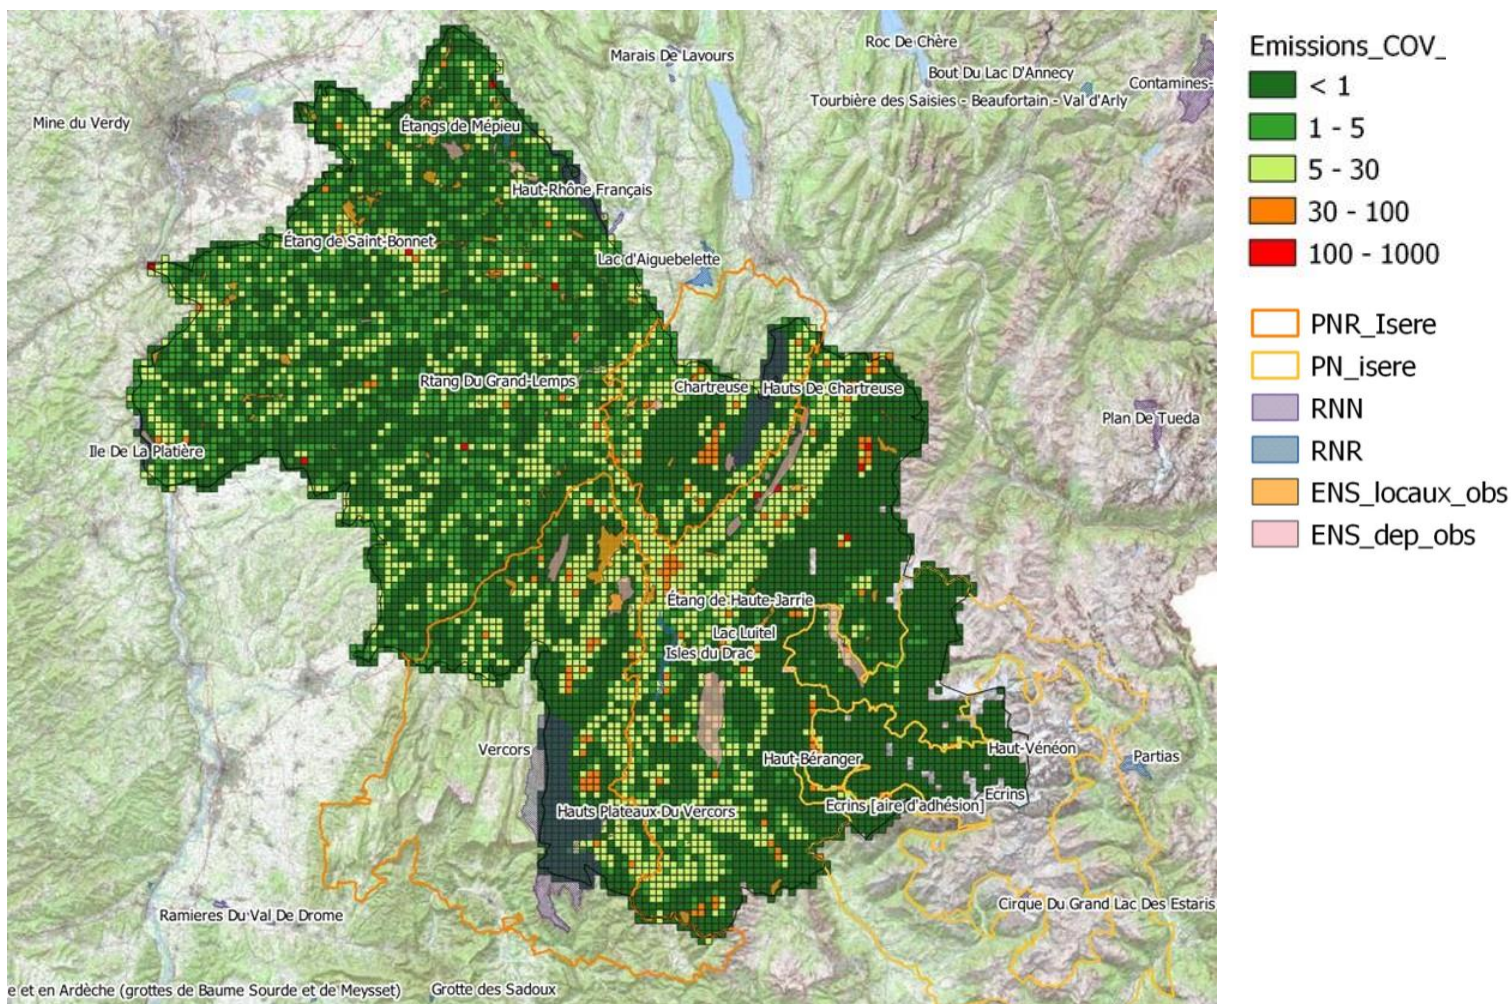 Roc De Chère
Marais De Lavours
Bout Du Lac D'Annecy
Contamines-
Tourbière des Saisies - Beaufortain - Val d'Arly
Mine du Verdy
Étangs de Mépieu
Haut-Rhône Français
Étang de Saint-Bonnet
Lac d'Aiguebelette
Rtang Du Grand-Lemps
Chartreuse
Hauts De Chartreuse
Plan De Tueda
Ile De La Platière
Étang de Haute-Jarrie
Lac Luitel
Isles du Drac
Vercors
Haut-Béranger
Haut-Vénéon
Partias
Ecrins
Ecrins [aire d'adhésion]
Hauts Plateaux Du Vercors
Cirque Du Grand Lac Des Estaris
Ramieres Du Val De Drome
e et en Ardèche (grottes de Baume Sourde et de Meysset)
Grotte des Sadoux
Emissions_COV_
< 1
1 - 5
5 - 30
30 - 100
100 - 1000
PNR_Isere
PN_isere
RNN
RNR
ENS_locaux_obs
ENS_dep_obs